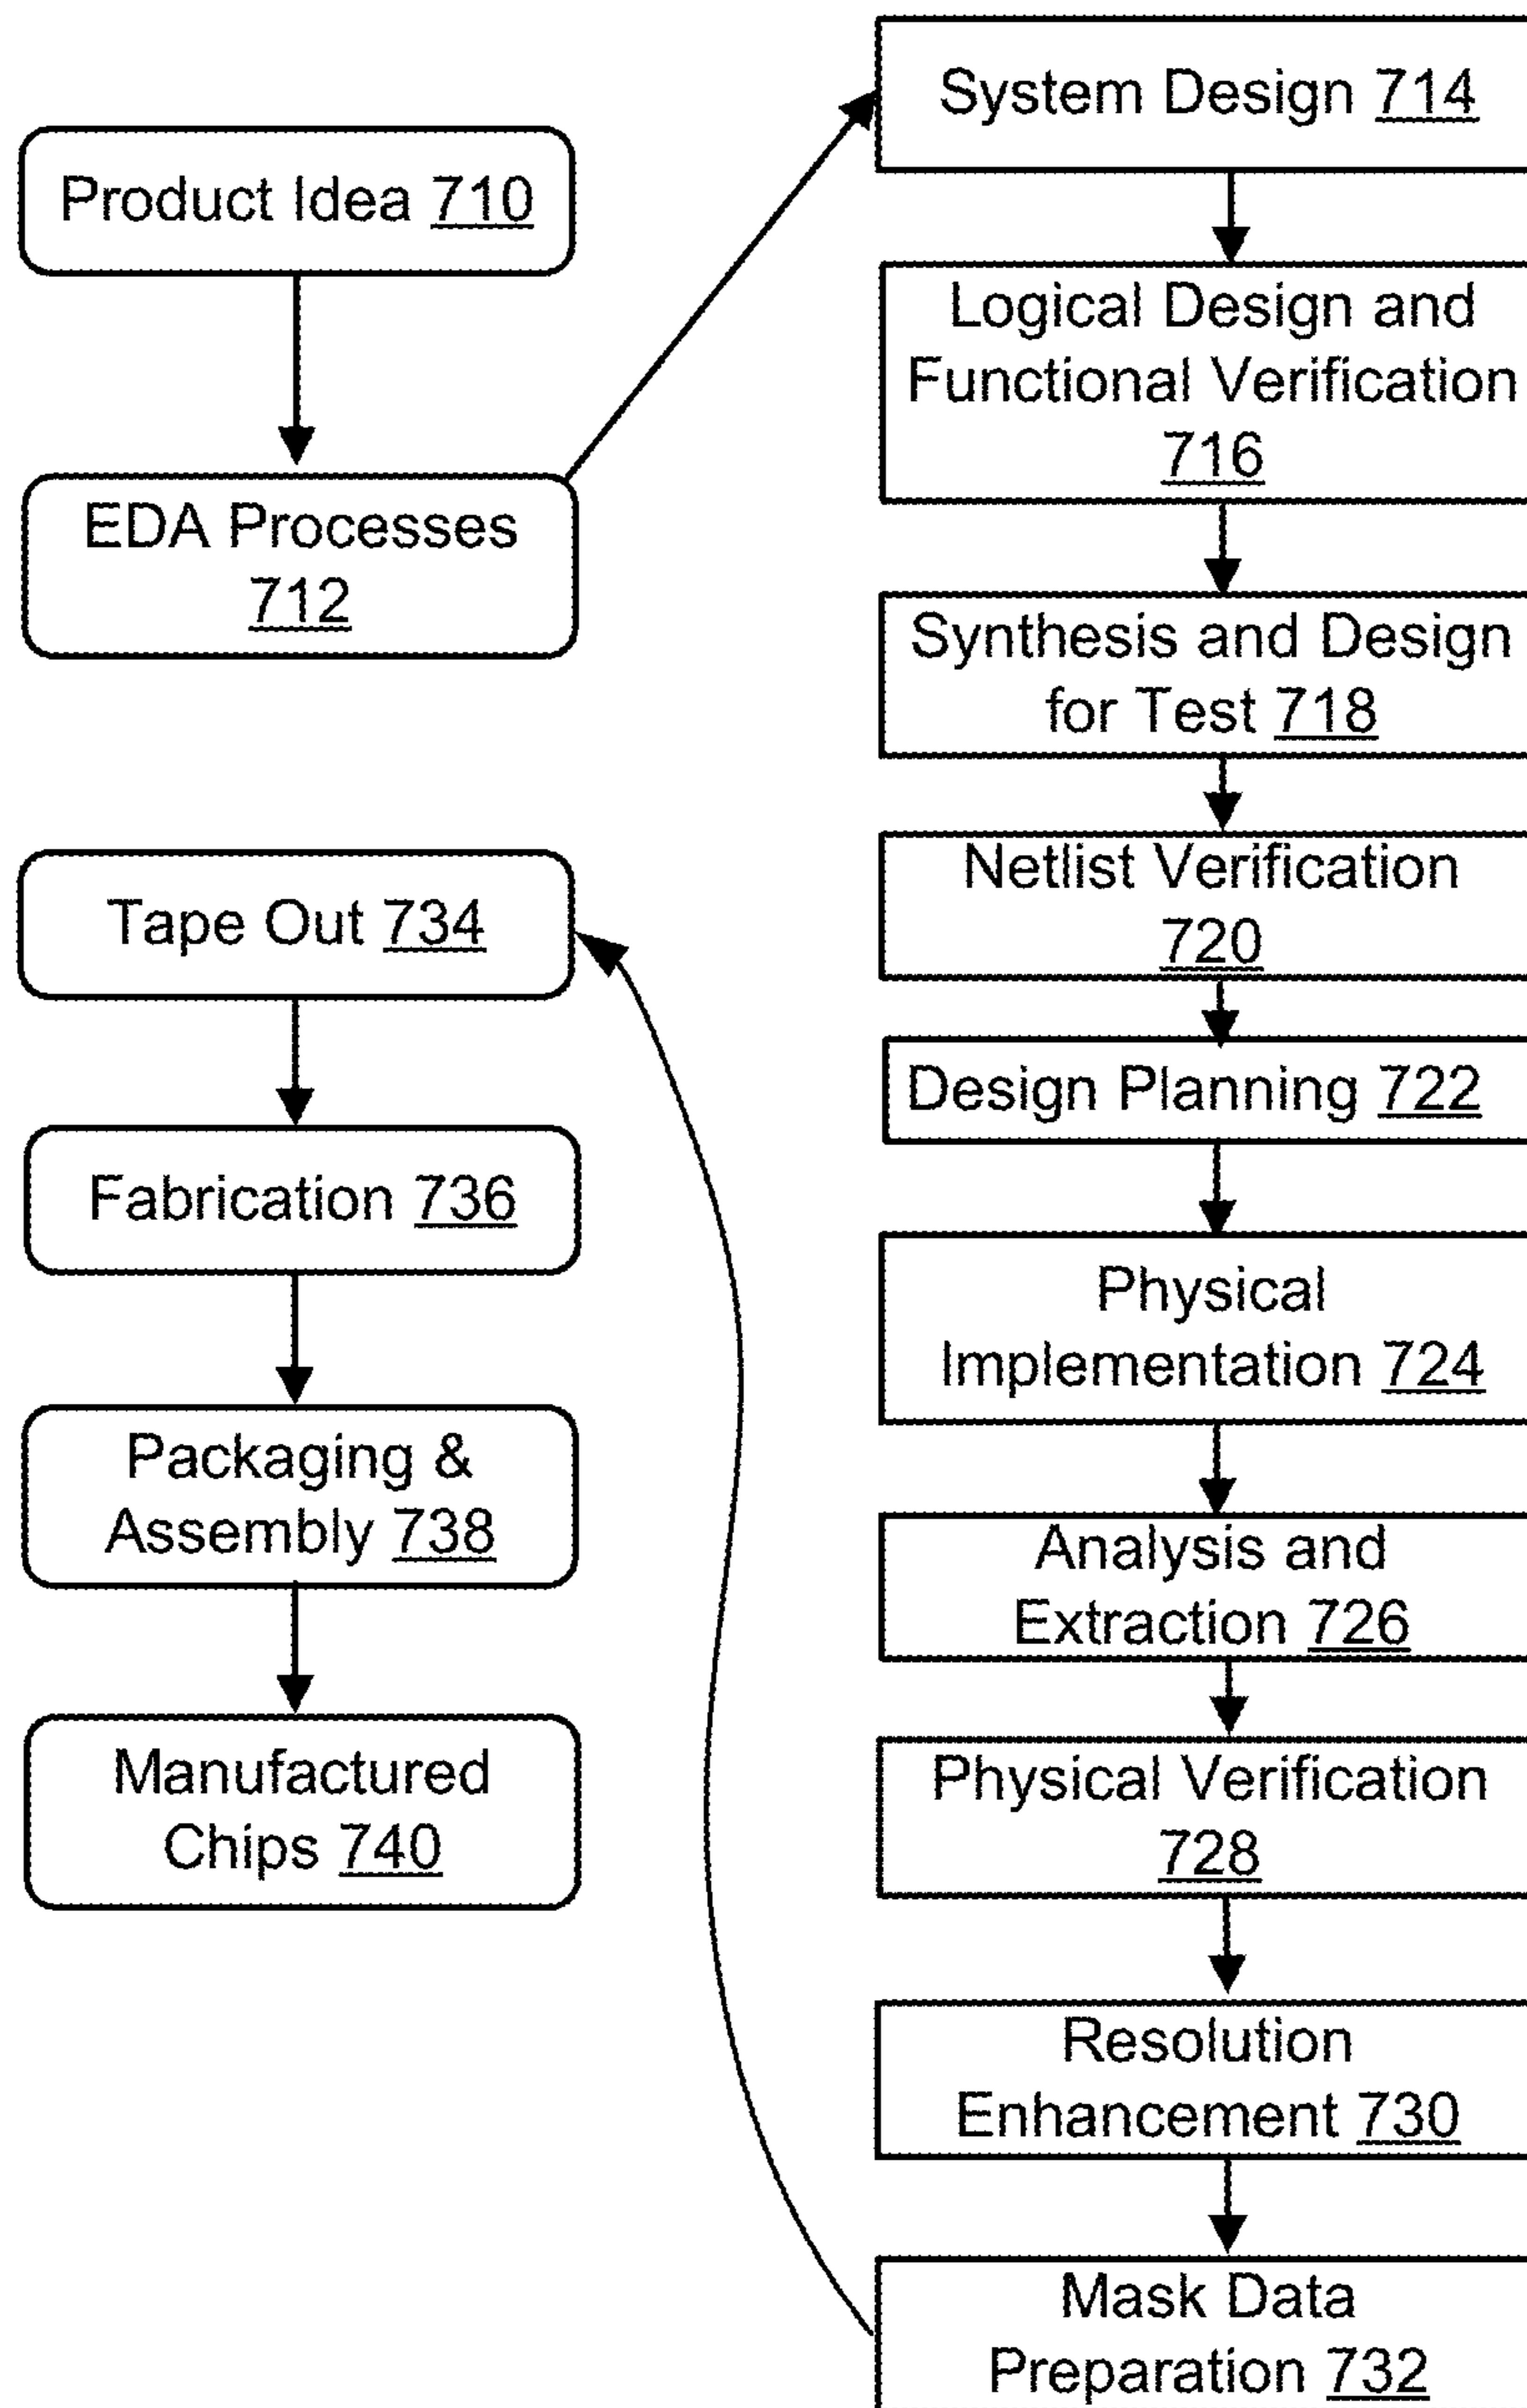 Product Idea 710
EDA Processes
712
System Design 714
Logical Design and
Functional Verification
716
Synthesis and Design
for Test 718
Netlist Verification
720
Design Planning 722
Physical
Implementation 724
Analysis and
Extraction 726
Physical Verification
728
Resolution
Enhancement 730
Mask Data
Preparation 732
Tape Out 734
Fabrication 736
Packaging &
Assembly 738
Manufactured
Chips 740